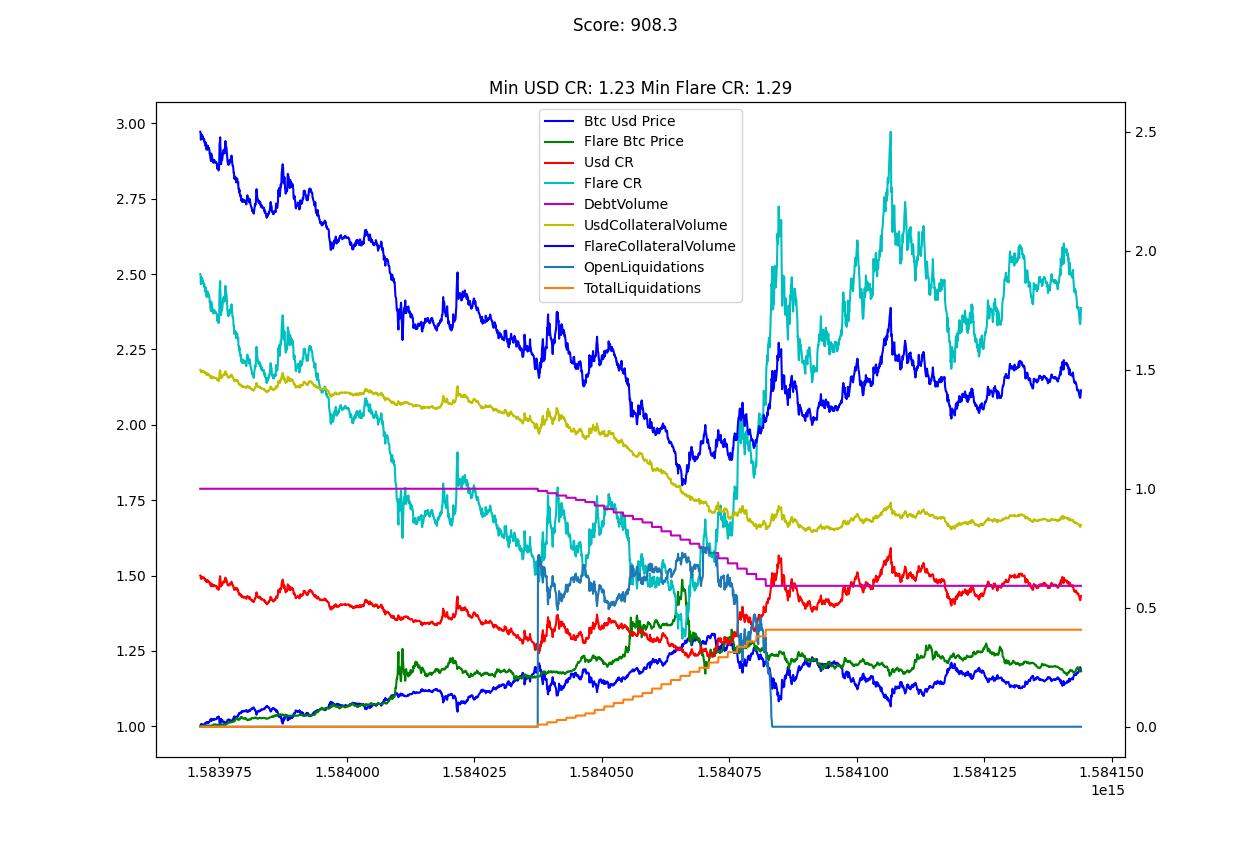 Score: 908.3
Min USD CR: 1.23 Min Flare CR: 1.29
Btc Usd Price
Flare Btc Price
Usd CR
Flare CR
DebtVolume
UsdCollateralVolume
FlareCollateralVolume
OpenLiquidations
TotalLiquidations
3.00
2.75
2.50
2.25
2.00
1.75
1.50
1.25
1.00
2.5
2.0
1.5
1.0
0.5
0.0
1.583975 1.584000 1.584025 1.584050 1.584075 1.584100 1.584125 1.584150
1e15